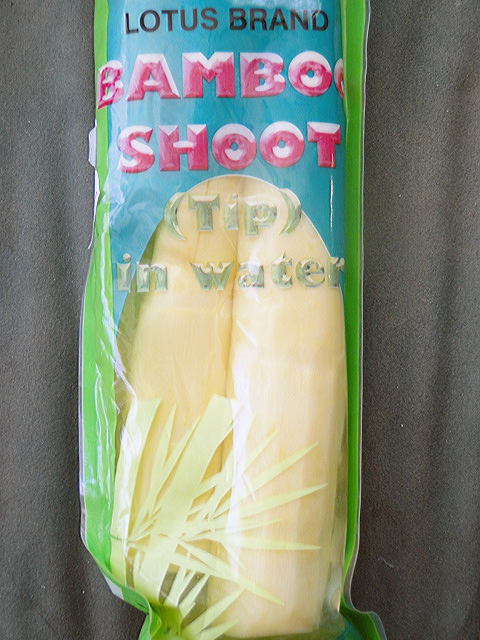 LOTUS BRAND
BAMBOO
SHOOT
(Tip)
in water